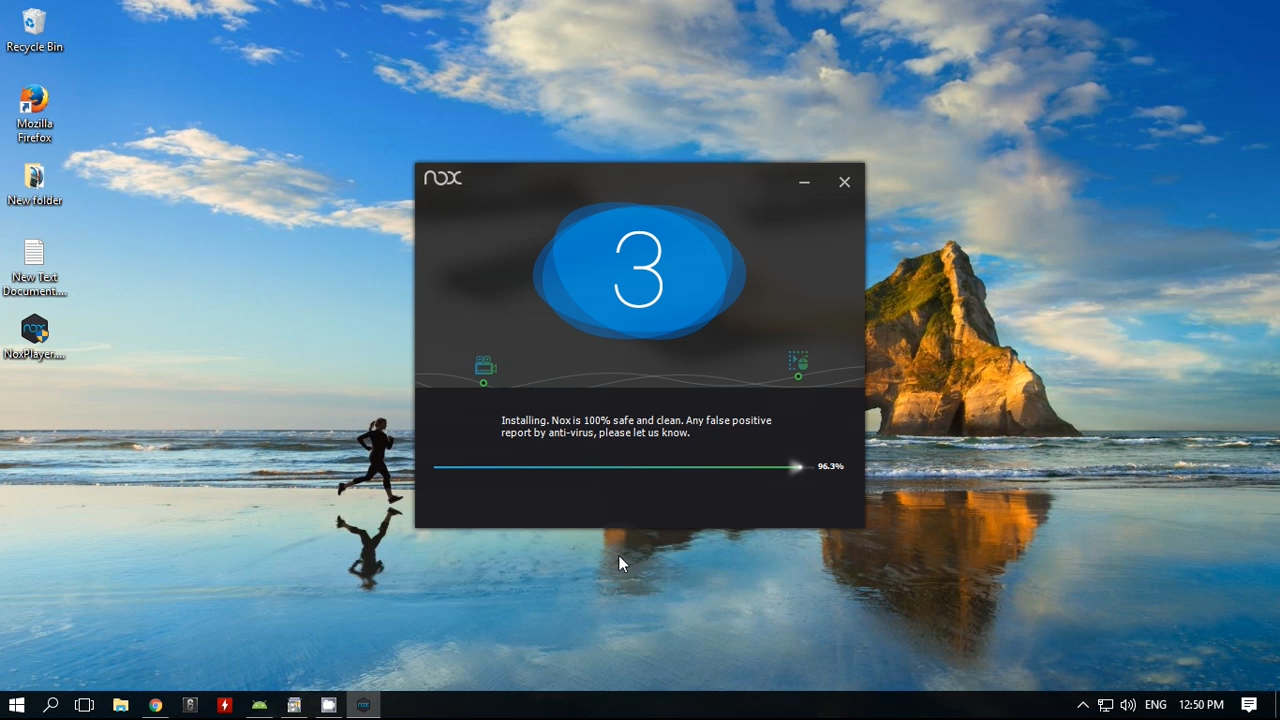 Recycle Bin
Mozilla
Firefox
New folder
New Text
Document....
NoxPlayer....
nox
3
Installing. Nox is 100% safe and clean. Any false positive
report by anti-virus, please let us know.
96.3%
ENG
12:50 PM